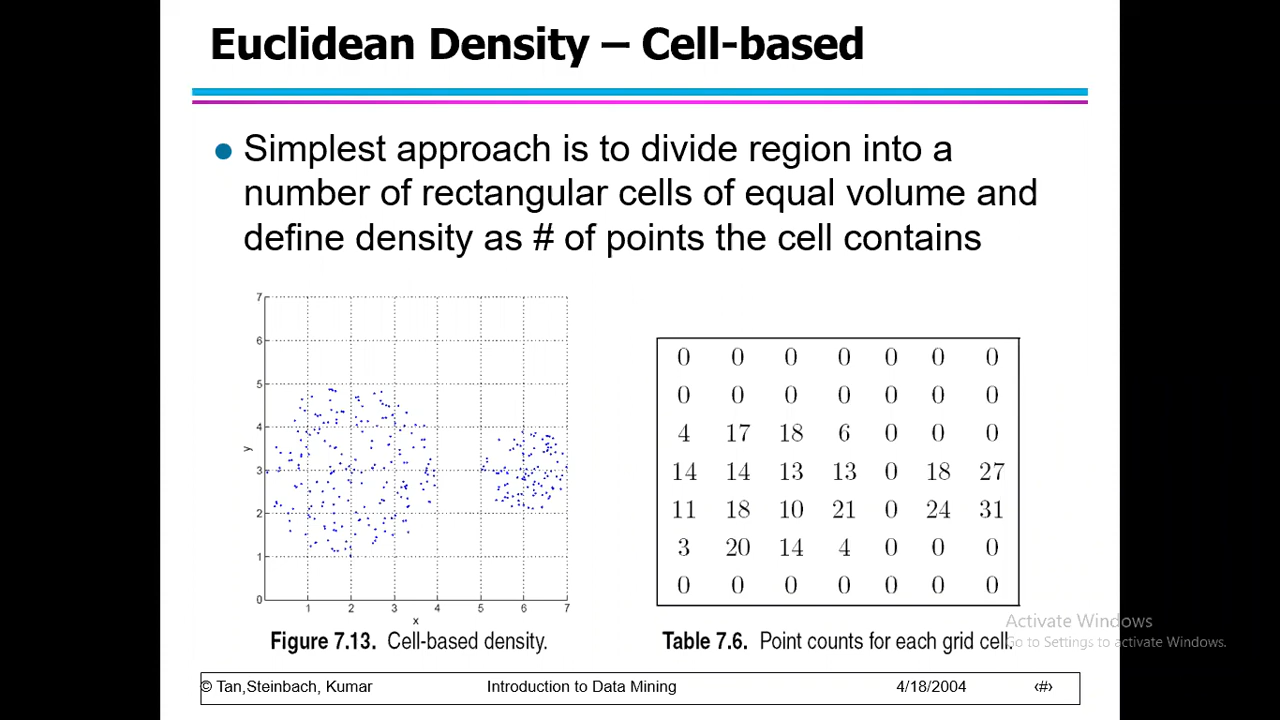 Euclidean Density – Cell-based
● Simplest approach is to divide region into a
number of rectangular cells of equal volume and
define density as # of points the cell contains
7
6
5
4
3
2
1
0
y
1 2 3 4 5 6 7
x
Figure 7.13. Cell-based density.
0 0 0 0 0 0 0
0 0 0 0 0 0 0
4 17 18 6 0 0 0
14 14 13 13 0 18 27
11 18 10 21 0 24 31
3 20 14 4 0 0 0
0 0 0 0 0 0 0
Table 7.6. Point counts for each grid cell.
Activate Windows
Go to Settings to activate Windows.
© Tan,Steinbach, Kumar Introduction to Data Mining 4/18/2004 ‹#›